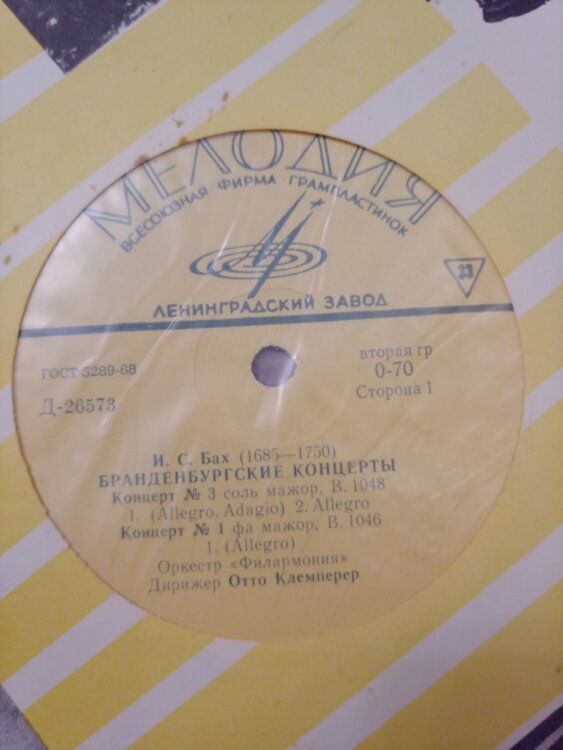 МЕЛОДИЯ
ВСЕСОЮЗНАЯ ФИРМА ГРАМПЛАСТИНОК
33
ЛЕНИНГРАДСКИЙ ЗАВОД
ГОСТ 5289-68
вторая гр
Д-26573
0-70
Сторона 1
И. С. Бах (1685—1750)
БРАНДЕНБУРГСКИЕ КОНЦЕРТЫ
Концерт № 3 соль мажор, В. 1048
1. (Allegro. Adagio) 2. Allegro
Концерт № 1 фа мажор, В. 1046
1. (Allegro)
Оркестр «Филармония»
Дирижер Отто Клемперер